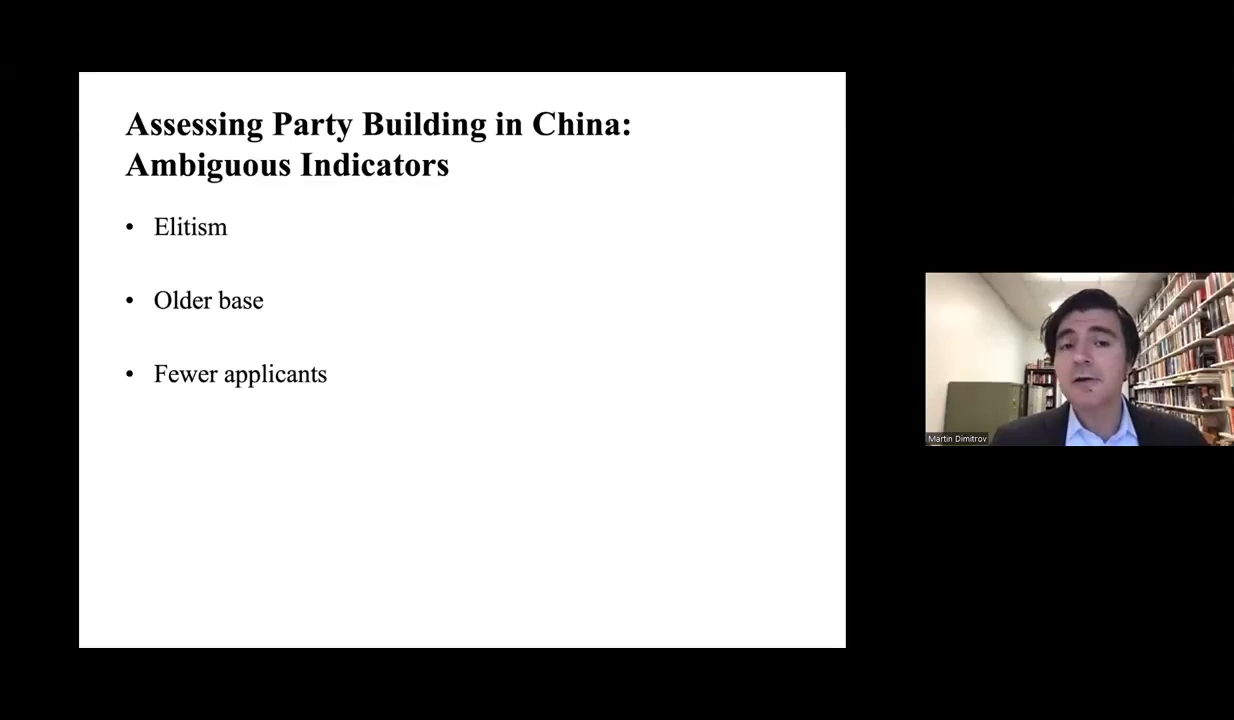 Assessing Party Building in China:
Ambiguous Indicators
• Elitism
• Older base
• Fewer applicants
Martin Dimitrov